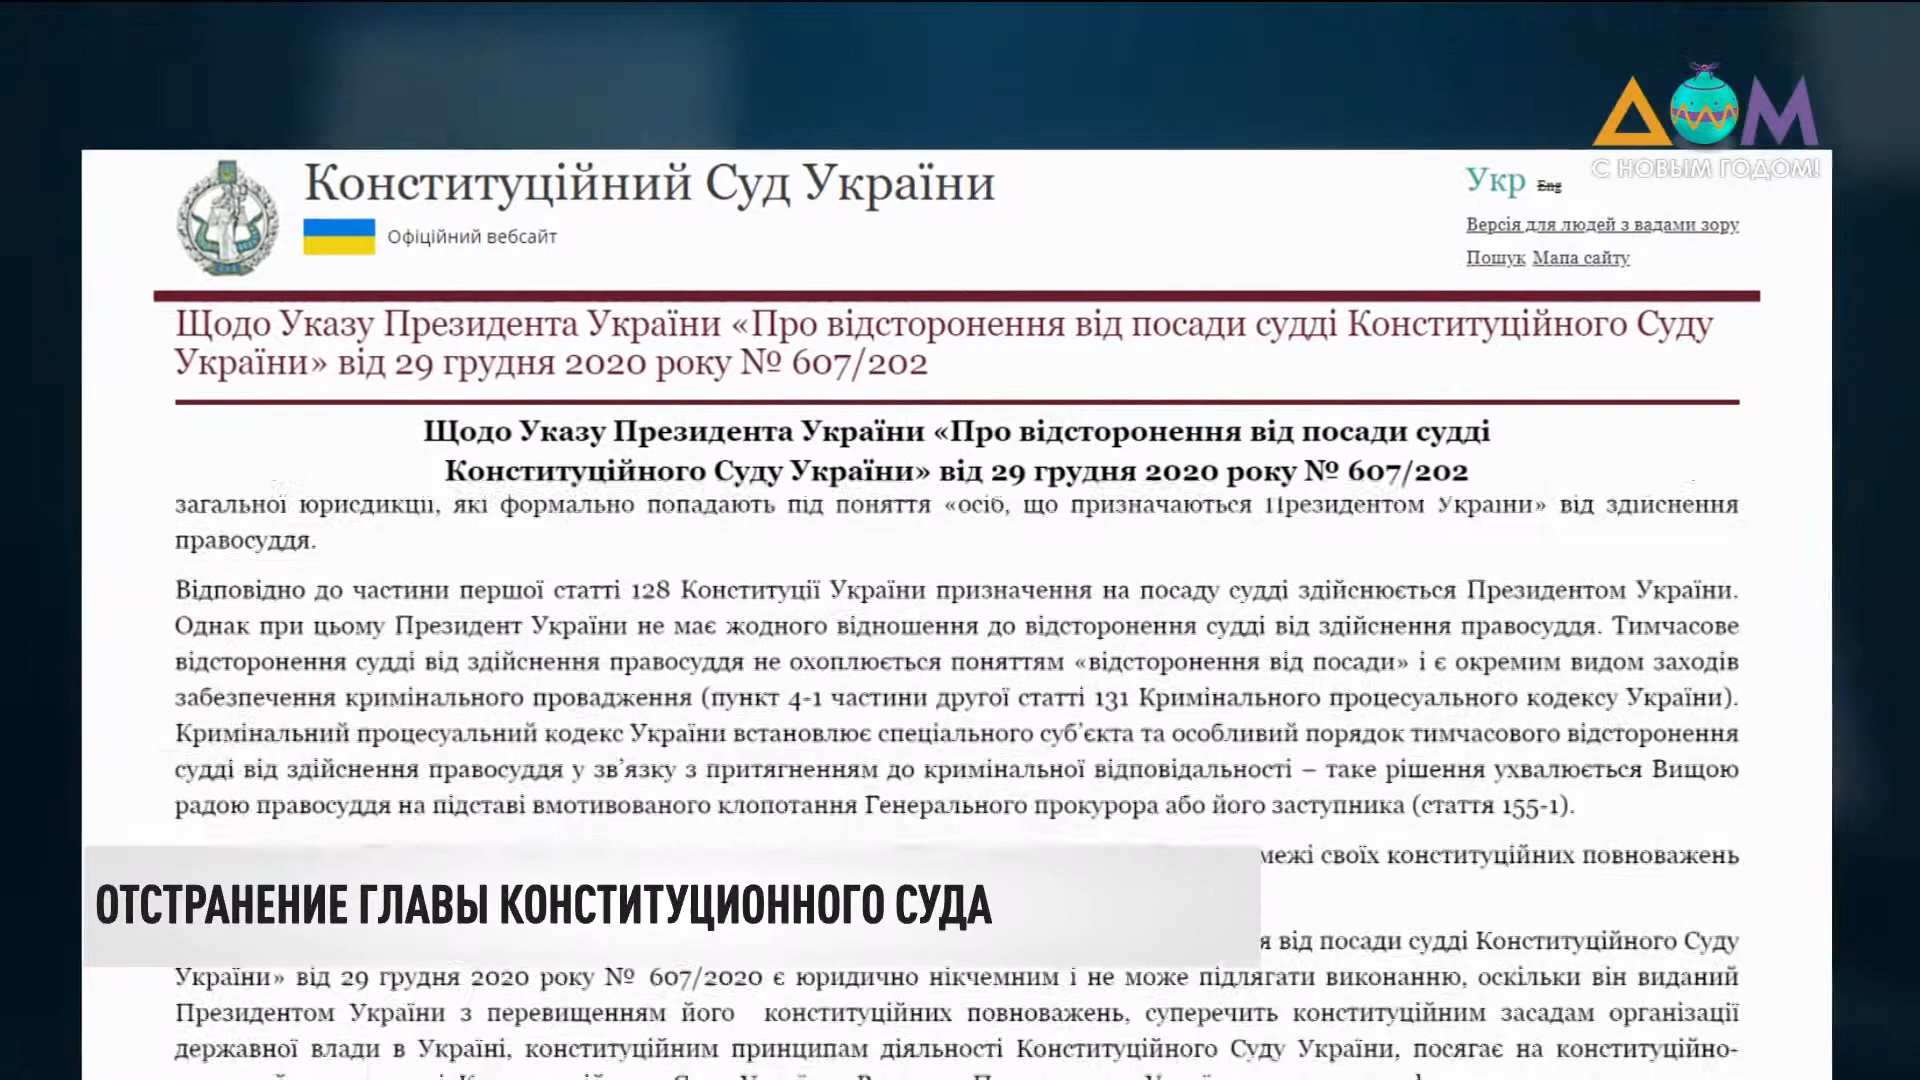 ДОМ
С НОВЫМ ГОДОМ!
Конституційний Суд України
Офіційний вебсайт
Укр Eng
Версія для людей з вадами зору
Пошук Мапа сайту
Щодо Указу Президента України «Про відсторонення від посади судді Конституційного Суду
України» від 29 грудня 2020 року № 607/202
Щодо Указу Президента України «Про відсторонення від посади судді
Конституційного Суду України» від 29 грудня 2020 року № 607/202
загальної юрисдикції, які формально попадають під поняття «осіб, що призначаються Президентом України» від здійснення
правосуддя.
Відповідно до частини першої статті 128 Конституції України призначення на посаду судді здійснюється Президентом України.
Однак при цьому Президент України не має жодного відношення до відсторонення судді від здійснення правосуддя. Тимчасове
відсторонення судді від здійснення правосуддя не охоплюється поняттям «відсторонення від посади» і є окремим видом заходів
забезпечення кримінального провадження (пункт 4-1 частини другої статті 131 Кримінального процесуального кодексу України).
Кримінальний процесуальний кодекс України встановлює спеціального суб’єкта та особливий порядок тимчасового відсторонення
судді від здійснення правосуддя у зв’язку з притягненням до кримінальної відповідальності – таке рішення ухвалюється Вищою
радою правосуддя на підставі вмотивованого клопотання Генерального прокурора або його заступника (стаття 155-1).
межі своїх конституційних повноважень
ОТСТРАНЕНИЕ ГЛАВЫ КОНСТИТУЦИОННОГО СУДА
я від посади судді Конституційного Суду
України» від 29 грудня 2020 року № 607/2020 є юридично нікчемним і не може підлягати виконанню, оскільки він виданий
Президентом України з перевищенням його конституційних повноважень, суперечить конституційним засадам організації
державної влади в Україні, конституційним принципам діяльності Конституційного Суду України, посягає на конституційно-